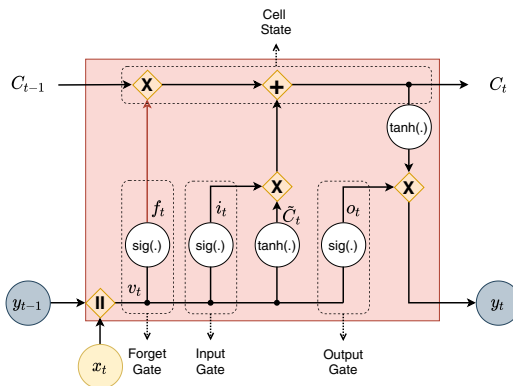 Cell
State
C_{t-1}
X
+
C_t
tanh(.)
f_t
i_t
X
C̃_t
o_t
X
sig(.)
sig(.)
tanh(.)
sig(.)
v_t
y_{t-1}
||
y_t
x_t
Forget
Gate
Input
Gate
Output
Gate